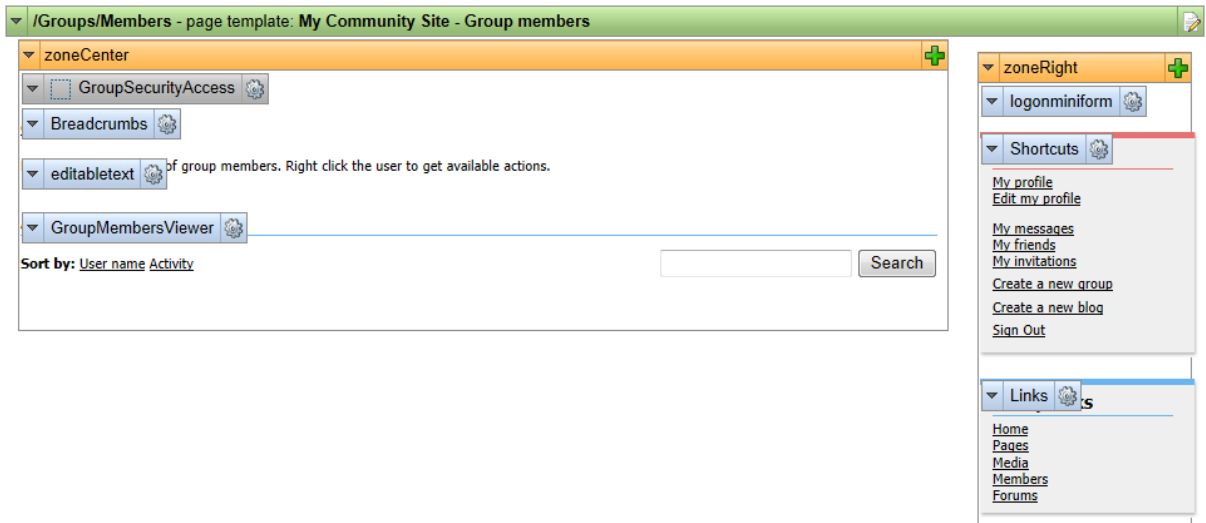 /Groups/Members - page template: My Community Site - Group members
zoneCenter
GroupSecurityAccess
Breadcrumbs
editabletext
of group members. Right click the user to get available actions.
GroupMembersViewer
Sort by: User name Activity
Search
zoneRight
logonminiform
Shortcuts
My profile
Edit my profile
My messages
My friends
My invitations
Create a new group
Create a new blog
Sign Out
Links
Home
Pages
Media
Members
Forums